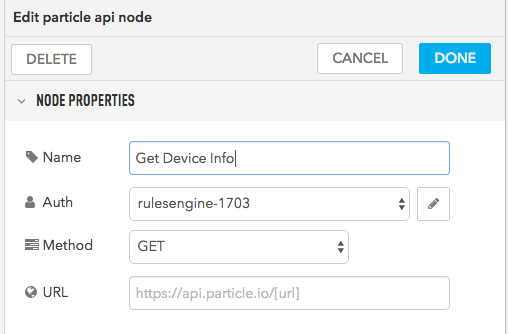 Edit particle api node
DELETE
CANCEL
DONE
NODE PROPERTIES
Name
Get Device Info
Auth
rulesengine-1703
Method
GET
URL
https://api.particle.io/[url]